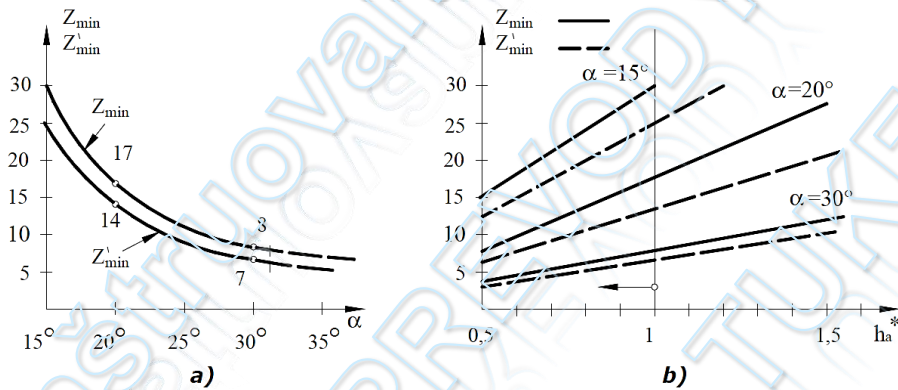 Zmin
Z'min
30
25
20
15
10
5
Zmin
17
14
Z'min
8
7
15°
20°
25°
30°
35°
α
a)
Zmin
Z'min
30
25
20
15
10
5
α =15°
α =20°
α =30°
0,5
1
1,5
ha*
b)
PREVODY